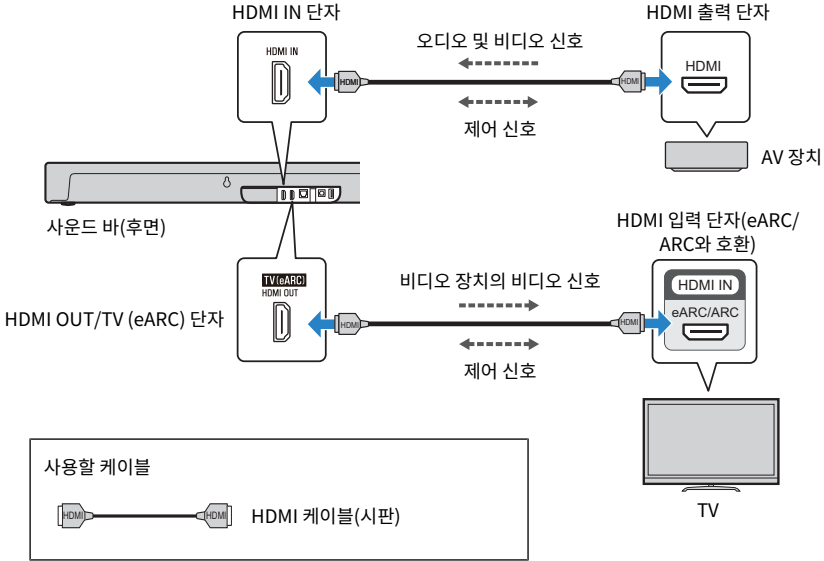 HDMI IN 단자
HDMI 출력 단자
HDMI IN
오디오 및 비디오 신호
HDMI
HDMI
HDMI
제어 신호
AV 장치
사운드 바(후면)
HDMI 입력 단자(eARC/
ARC와 호환)
TV(eARC)
HDMI OUT
비디오 장치의 비디오 신호
HDMI IN
eARC/ARC
HDMI OUT/TV (eARC) 단자
HDMI
HDMI
제어 신호
사용할 케이블
HDMI
HDMI
HDMI 케이블(시판)
TV